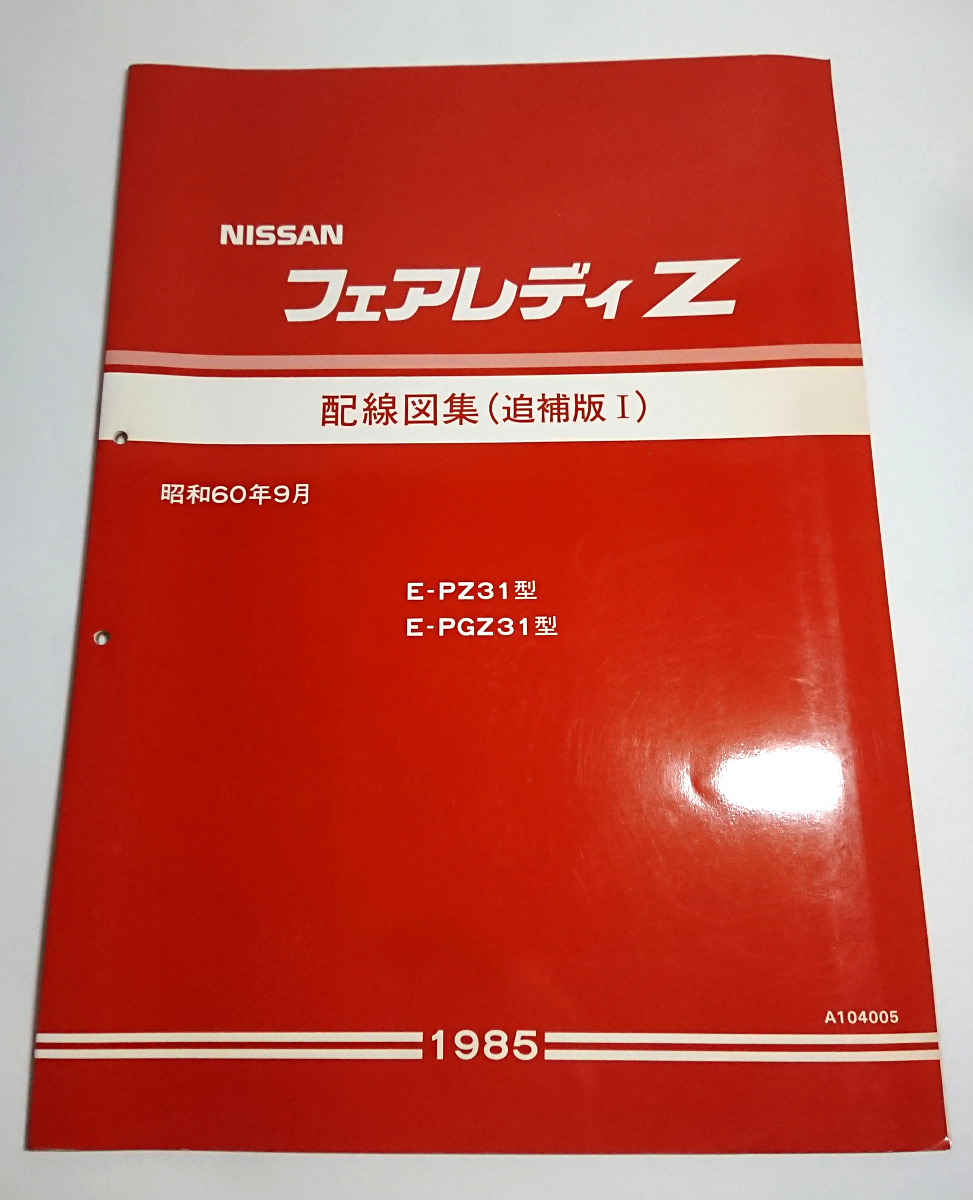 NISSAN
フェアレディZ
配線図集(追補版Ⅰ)
昭和60年9月
E-PZ31型
E-PGZ31型
A104005
1985